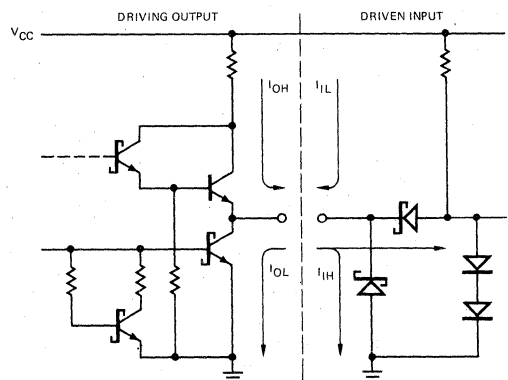 DRIVING OUTPUT
DRIVEN INPUT
VCC
IOH
IIL
IOL
IIH